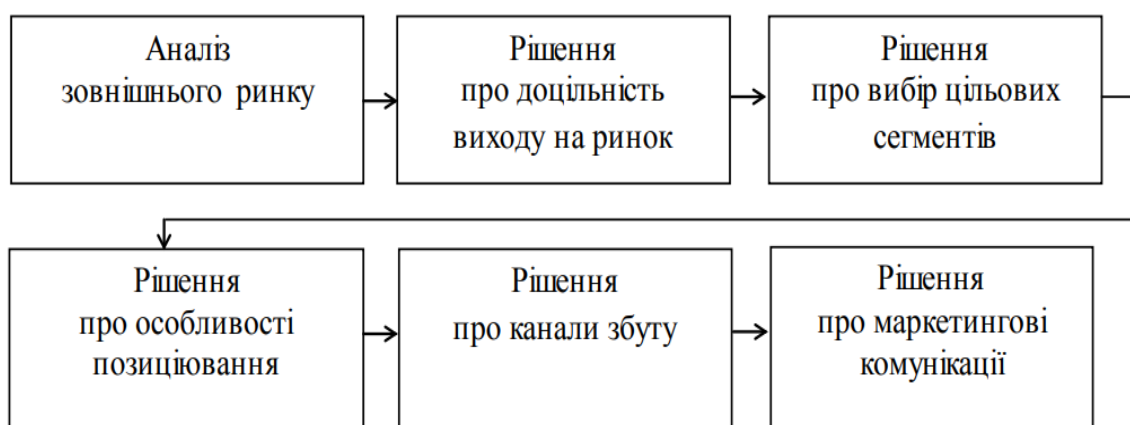 Аналіз
зовнішнього ринку
Рішення
про доцільність
виходу на ринок
Рішення
про вибір цільових
сегментів
Рішення
про особливості
позиціювання
Рішення
про канали збуту
Рішення
про маркетингові
комунікації